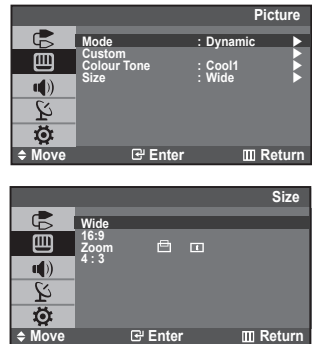 Picture
Mode : Dynamic
Custom
Colour Tone : Cool1
Size : Wide
Move Enter Return
Size
Wide
16:9
Zoom
4 : 3
Move Enter Return